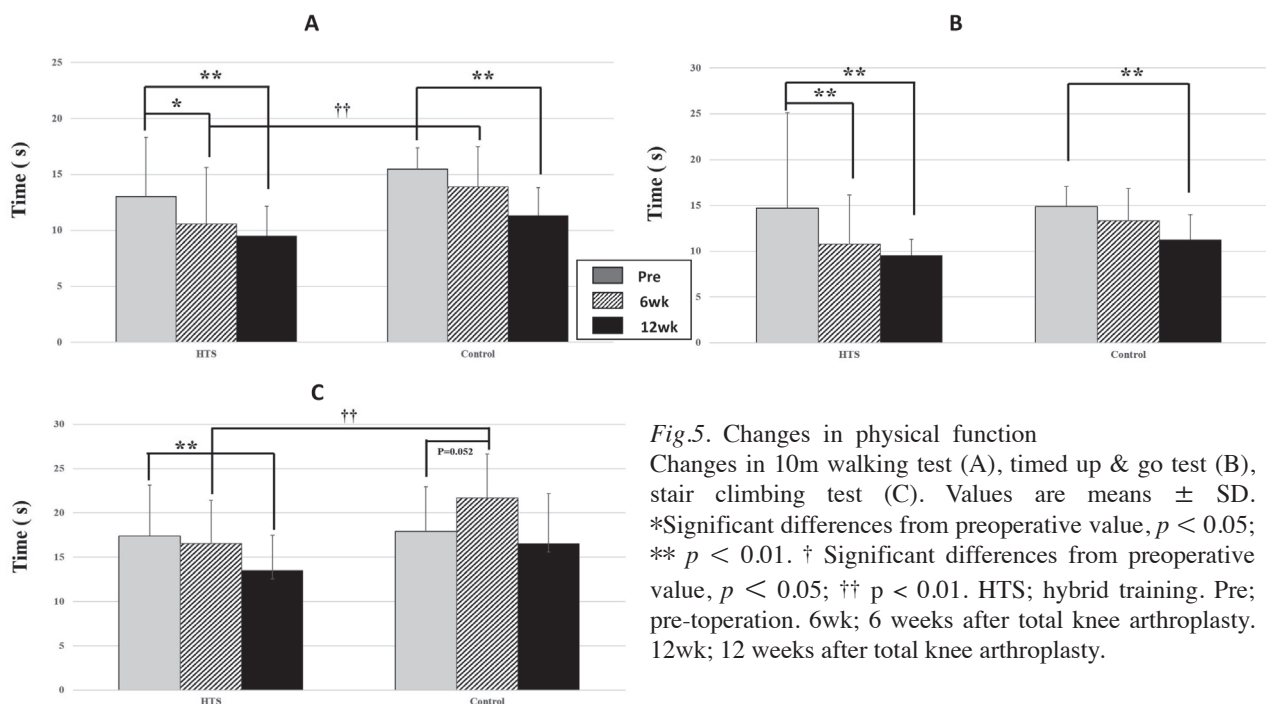 A
25
20
15
10
5
0
Time ( s)
**
*
††
**
HTS
Control
Pre
6wk
12wk
B
30
25
20
15
10
5
0
Time ( s)
**
**
**
HTS
Control
C
30
25
20
15
10
5
0
Time ( s)
**
††
P=0.052
HTS
Control
Fig.5. Changes in physical function
Changes in 10m walking test (A), timed up & go test (B),
stair climbing test (C). Values are means ± SD.
*Significant differences from preoperative value, p < 0.05;
** p < 0.01. † Significant differences from preoperative
value, p < 0.05; †† p < 0.01. HTS; hybrid training. Pre;
pre-toperation. 6wk; 6 weeks after total knee arthroplasty.
12wk; 12 weeks after total knee arthroplasty.